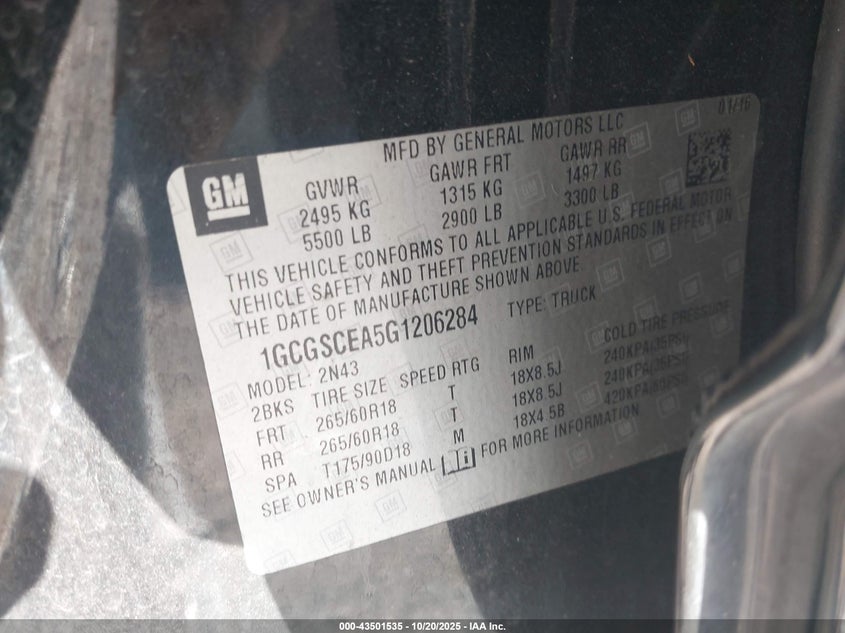 MFD BY GENERAL MOTORS LLC 01/16
GM
GVWR GAWR FRT GAWR RR
2495 KG 1315 KG 1497 KG
5500 LB 2900 LB 3300 LB
THIS VEHICLE CONFORMS TO ALL APPLICABLE U.S. FEDERAL MOTOR
VEHICLE SAFETY AND THEFT PREVENTION STANDARDS IN EFFECT ON
THE DATE OF MANUFACTURE SHOWN ABOVE
1GCGSCEA5G1206284 TYPE: TRUCK
MODEL: 2N43
2BKS TIRE SIZE SPEED RTG RIM COLD TIRE PRESSURE
FRT 265/60R18 T 18X8.5J 240KPA(35PSI)
RR 265/60R18 T 18X8.5J 240KPA(35PSI)
SPA T175/90D18 M 18X4.5B 420KPA(60PSI)
SEE OWNER'S MANUAL FOR MORE INFORMATION
000-43501535 - 10/20/2025 - IAA Inc.